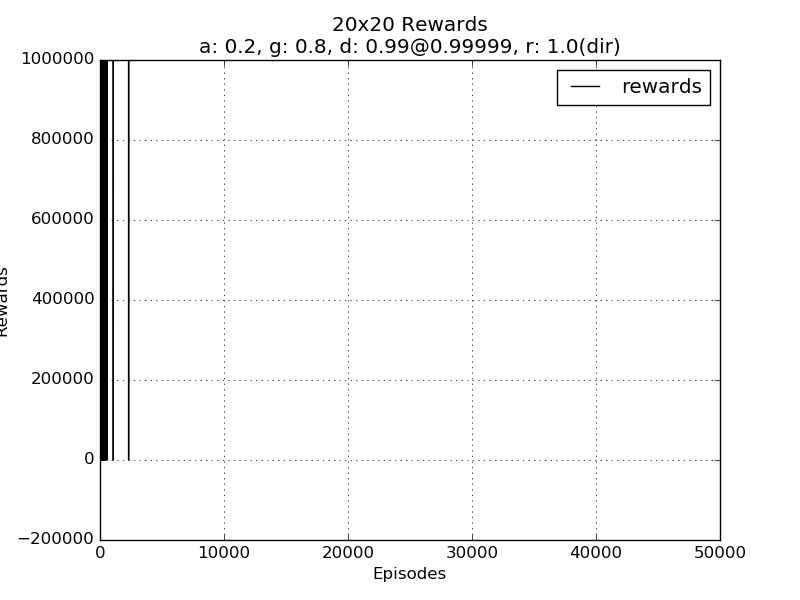 20x20 Rewards
a: 0.2, g: 0.8, d: 0.99@0.99999, r: 1.0(dir)
1000000
rewards
800000
600000
400000
Rewards
200000
0
−200000
0 10000 20000 30000 40000 50000
Episodes